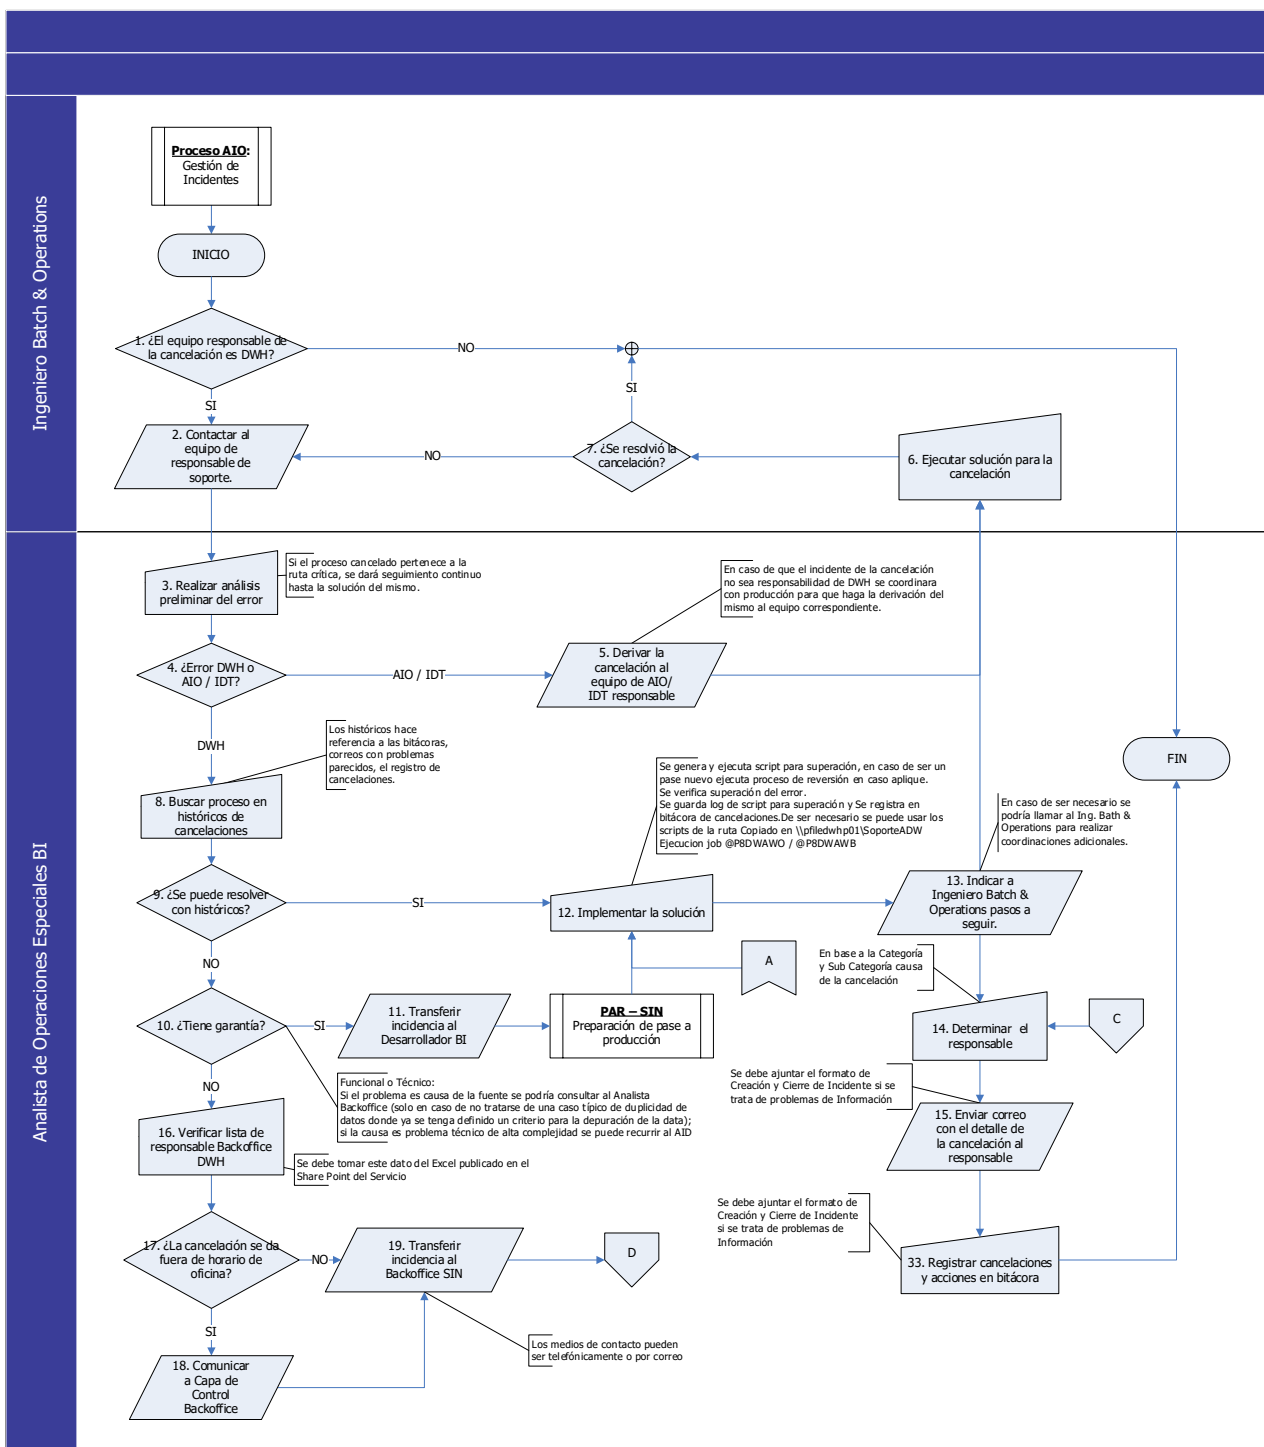 Ingeniero Batch & Operations
Proceso AIO:
Gestión de
Incidentes
INICIO
1. ¿El equipo responsable de
la cancelación es DWH?
NO
SI
SI
2. Contactar al
equipo de
responsable de
soporte.
NO
7. ¿Se resolvió la
cancelación?
6. Ejecutar solución para la
cancelación
Analista de Operaciones Especiales BI
3. Realizar análisis
preliminar del error
Si el proceso cancelado pertenece a la
ruta crítica, se dará seguimiento continuo
hasta la solución del mismo.
En caso de que el incidente de la cancelación
no sea responsabilidad de DWH se coordinara
con producción para que haga la derivación del
mismo al equipo correspondiente.
4. ¿Error DWH o
AIO / IDT?
AIO / IDT
5. Derivar la
cancelación al
equipo de AIO/
IDT responsable
DWH
Los históricos hace
referencia a las bitácoras,
correos con problemas
parecidos, el registro de
cancelaciones.
FIN
Se genera y ejecuta script para superación, en caso de ser un
pase nuevo ejecuta proceso de reversión en caso aplique.
Se verifica superación del error.
Se guarda log de script para superación y Se registra en
bitácora de cancelaciones.De ser necesario se puede usar los
scripts de la ruta Copiado en \\pfiledwhp01\SoporteADW
Ejecucion job @P8DWAWO / @P8DWAWB
En caso de ser necesario se
podría llamar al Ing. Bath &
Operations para realizar
coordinaciones adicionales.
8. Buscar proceso en
históricos de
cancelaciones
9. ¿Se puede resolver
con históricos?
SI
12. Implementar la solución
13. Indicar a
Ingeniero Batch &
Operations pasos a
seguir.
NO
A
En base a la Categoría
y Sub Categoría causa
de la cancelación
10. ¿Tiene garantía?
SI
11. Transferir
incidencia al
Desarrollador BI
PAR – SIN
Preparación de pase a
producción
14. Determinar el
responsable
C
NO
Funcional o Técnico:
Si el problema es causa de la fuente se podría consultar al Analista
Backoffice (solo en caso de no tratarse de una caso típico de duplicidad de
datos donde ya se tenga definido un criterio para la depuración de la data);
si la causa es problema técnico de alta complejidad se puede recurrir al AID
Se debe ajuntar el formato de
Creación y Cierre de Incidente si se
trata de problemas de Información
16. Verificar lista de
responsable Backoffice
DWH
Se debe tomar este dato del Excel publicado en el
Share Point del Servicio
15. Enviar correo
con el detalle de
la cancelación al
responsable
Se debe ajuntar el formato de
Creación y Cierre de Incidente
si se trata de problemas de
Información
17. ¿La cancelación se da
fuera de horario de
oficina?
NO
19. Transferir
incidencia al
Backoffice SIN
D
33. Registrar cancelaciones
y acciones en bitácora
SI
Los medios de contacto pueden
ser telefónicamente o por correo
18. Comunicar
a Capa de
Control
Backoffice